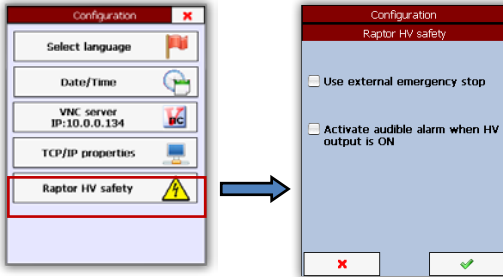 Configuration
Select language
Date/Time
VNC server
IP:10.0.0.134
TCP/IP properties
Raptor HV safety
Configuration
Raptor HV safety
Use external emergency stop
Activate audible alarm when HV
output is ON